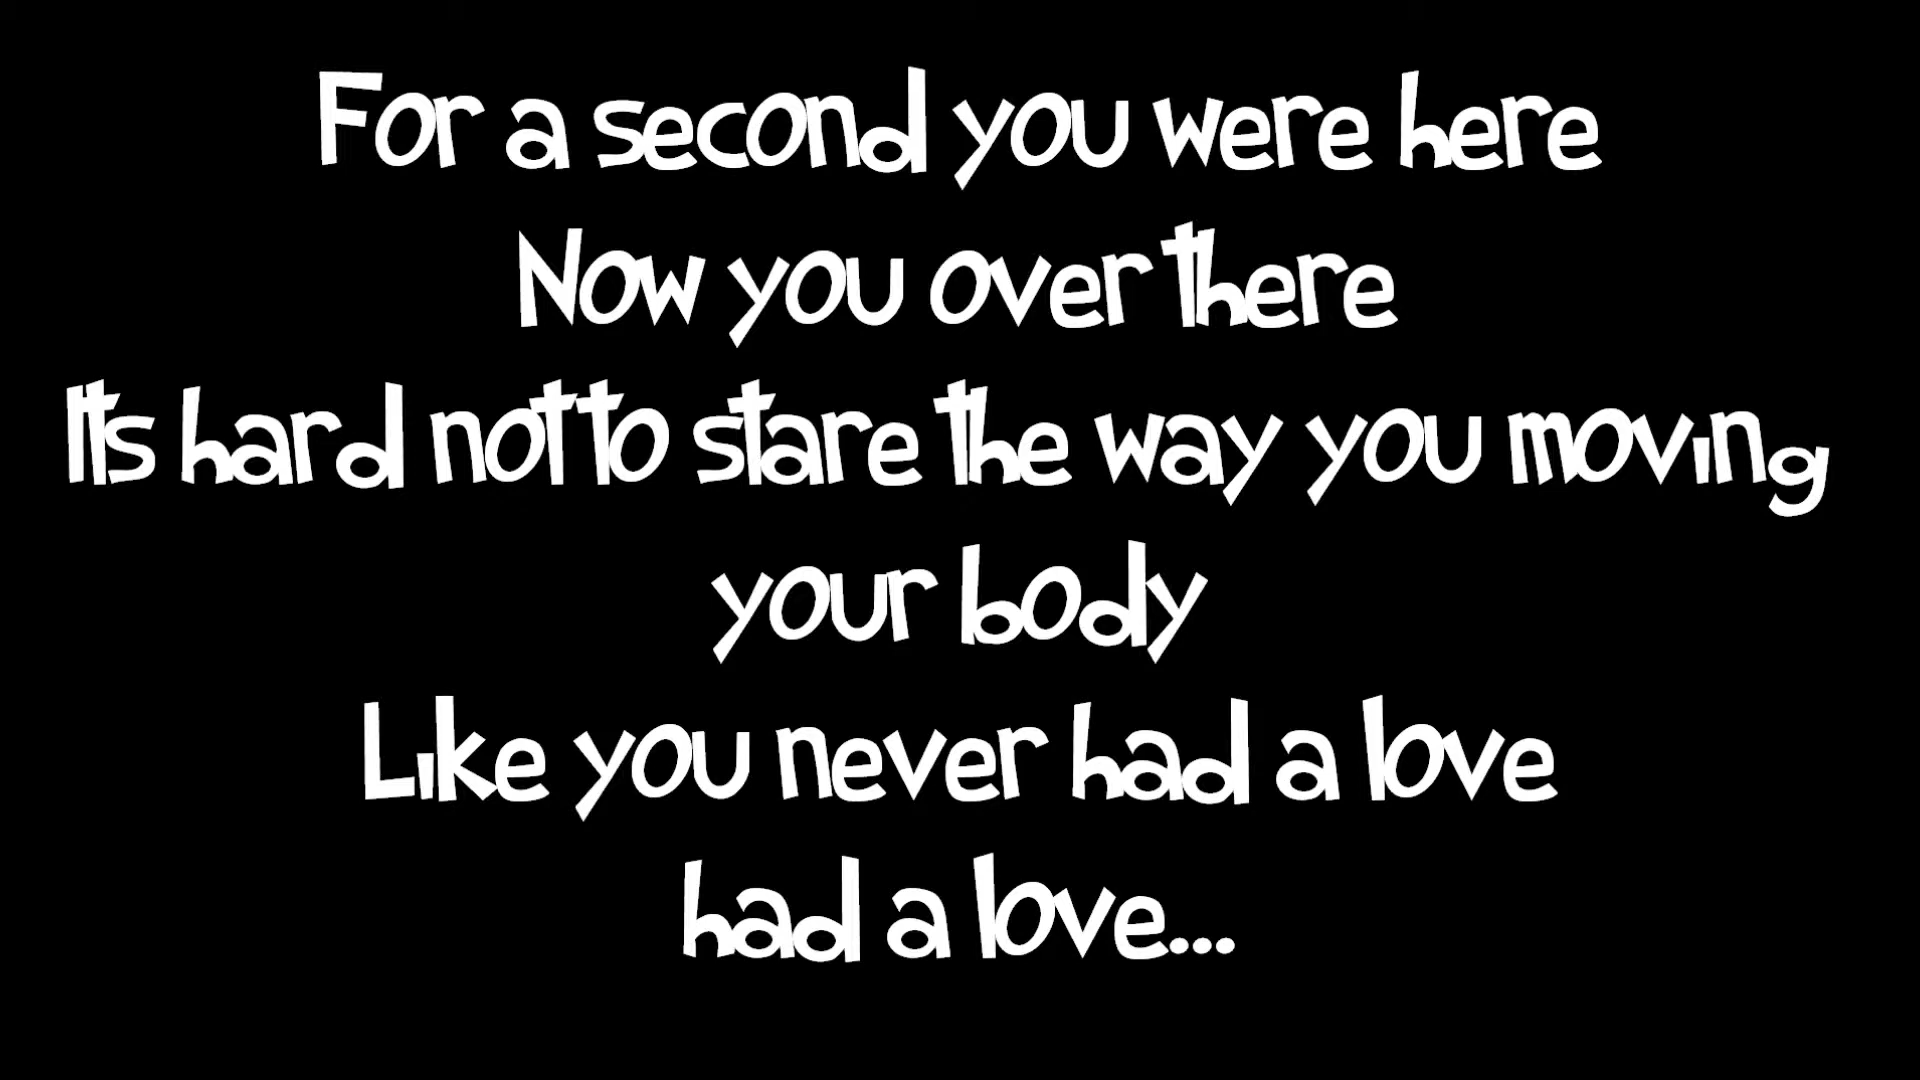 For a second you were here
Now you over there
Its hard not to stare the way you moving
your body
Like you never had a love
had a love...